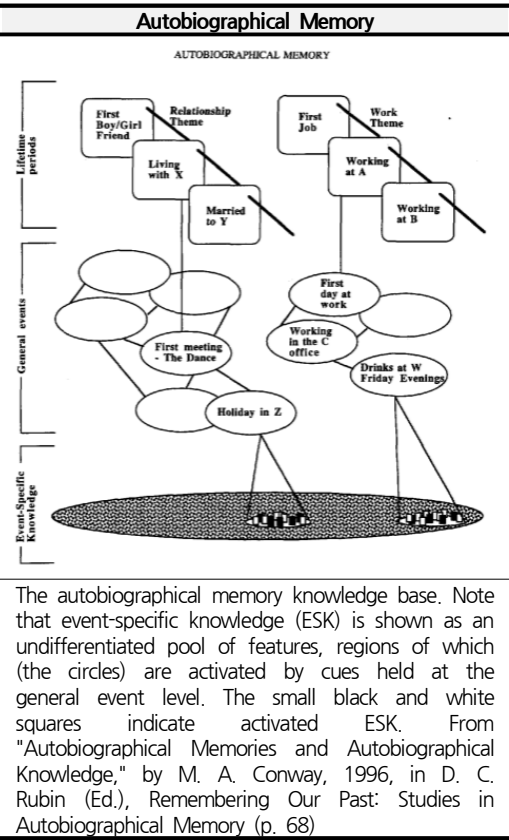 Autobiographical Memory
AUTOBIOGRAPHICAL MEMORY
Lifetime
periods
First
Boy/Girl
Friend
Relationship
Theme
Living
with X
Married
to Y
First
Job
Work
Theme
Working
at A
Working
at B
General events
First meeting
- The Dance
Holiday in Z
First
day at
work
Working
in the C
office
Drinks at W
Friday Evenings
Event-Specific
Knowledge
The autobiographical memory knowledge base. Note
that event-specific knowledge (ESK) is shown as an
undifferentiated pool of features, regions of which
(the circles) are activated by cues held at the
general event level. The small black and white
squares indicate activated ESK. From
"Autobiographical Memories and Autobiographical
Knowledge," by M. A. Conway, 1996, in D. C.
Rubin (Ed.), Remembering Our Past: Studies in
Autobiographical Memory (p. 68)